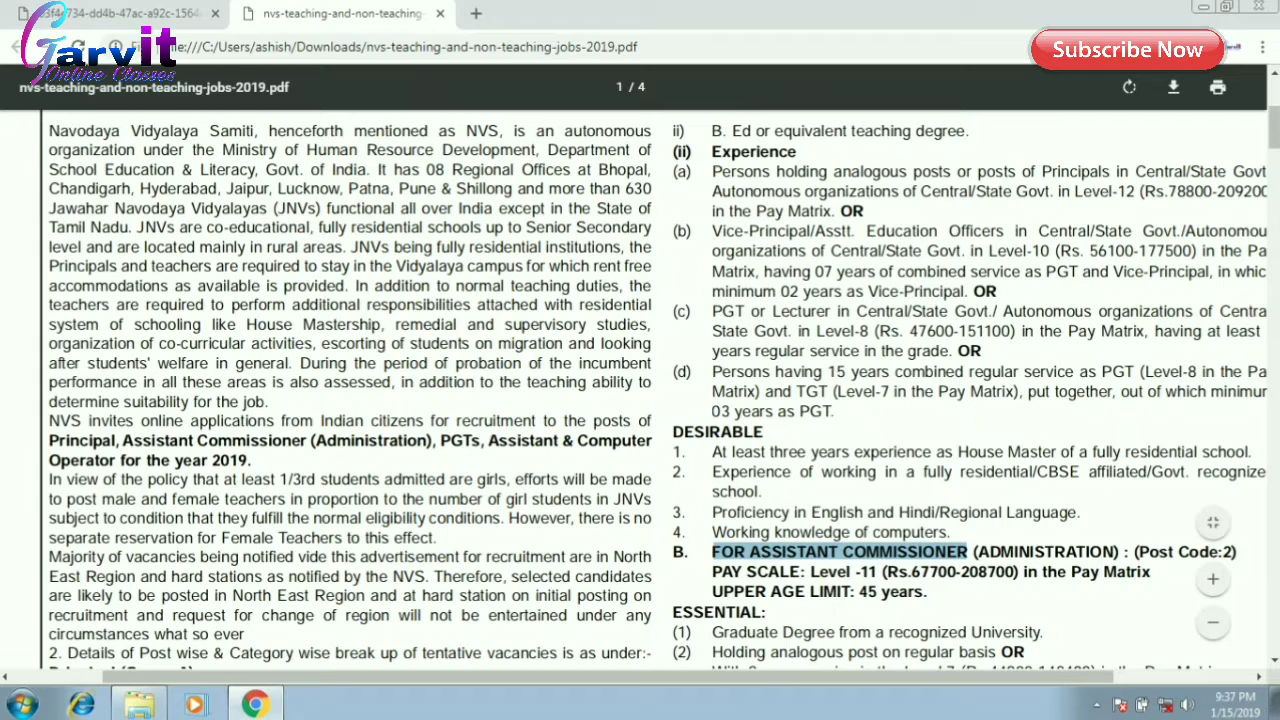 3f4c734-dd4b-47ac-a92c-1564
nvs-teaching-and-non-teaching-
Garvit
Online Classes
///C:/Users/ashish/Downloads/nvs-teaching-and-non-teaching-jobs-2019.pdf
Subscribe Now
nvs-teaching-and-non-teaching-jobs-2019.pdf
1 / 4
Navodaya Vidyalaya Samiti, henceforth mentioned as NVS, is an autonomous
organization under the Ministry of Human Resource Development, Department of
School Education & Literacy, Govt. of India. It has 08 Regional Offices at Bhopal,
Chandigarh, Hyderabad, Jaipur, Lucknow, Patna, Pune & Shillong and more than 630
Jawahar Navodaya Vidyalayas (JNVs) functional all over India except in the State of
Tamil Nadu. JNVs are co-educational, fully residential schools up to Senior Secondary
level and are located mainly in rural areas. JNVs being fully residential institutions, the
Principals and teachers are required to stay in the Vidyalaya campus for which rent free
accommodations as available is provided. In addition to normal teaching duties, the
teachers are required to perform additional responsibilities attached with residential
system of schooling like House Mastership, remedial and supervisory studies,
organization of co-curricular activities, escorting of students on migration and looking
after students' welfare in general. During the period of probation of the incumbent
performance in all these areas is also assessed, in addition to the teaching ability to
determine suitability for the job.
NVS invites online applications from Indian citizens for recruitment to the posts of
Principal, Assistant Commissioner (Administration), PGTs, Assistant & Computer
Operator for the year 2019.
In view of the policy that at least 1/3rd students admitted are girls, efforts will be made
to post male and female teachers in proportion to the number of girl students in JNVs
subject to condition that they fulfill the normal eligibility conditions. However, there is no
separate reservation for Female Teachers to this effect.
Majority of vacancies being notified vide this advertisement for recruitment are in North
East Region and hard stations as notified by the NVS. Therefore, selected candidates
are likely to be posted in North East Region and at hard station on initial posting on
recruitment and request for change of region will not be entertained under any
circumstances what so ever
2. Details of Post wise & Category wise break up of tentative vacancies is as under:-
ii) B. Ed or equivalent teaching degree.
(ii) Experience
(a) Persons holding analogous posts or posts of Principals in Central/State Govt
Autonomous organizations of Central/State Govt. in Level-12 (Rs.78800-209200
in the Pay Matrix. OR
(b) Vice-Principal/Asstt. Education Officers in Central/State Govt./Autonomou
organizations of Central/State Govt. in Level-10 (Rs. 56100-177500) in the Pa
Matrix, having 07 years of combined service as PGT and Vice-Principal, in whic
minimum 02 years as Vice-Principal. OR
(c) PGT or Lecturer in Central/State Govt./ Autonomous organizations of Centra
State Govt. in Level-8 (Rs. 47600-151100) in the Pay Matrix, having at least
years regular service in the grade. OR
(d) Persons having 15 years combined regular service as PGT (Level-8 in the Pa
Matrix) and TGT (Level-7 in the Pay Matrix), put together, out of which minimur
03 years as PGT.
DESIRABLE
1. At least three years experience as House Master of a fully residential school.
2. Experience of working in a fully residential/CBSE affiliated/Govt. recognize
school.
3. Proficiency in English and Hindi/Regional Language.
4. Working knowledge of computers.
B. FOR ASSISTANT COMMISSIONER (ADMINISTRATION) : (Post Code:2)
PAY SCALE: Level -11 (Rs.67700-208700) in the Pay Matrix
UPPER AGE LIMIT: 45 years.
ESSENTIAL:
(1) Graduate Degree from a recognized University.
(2) Holding analogous post on regular basis OR
9:37 PM
1/15/2019